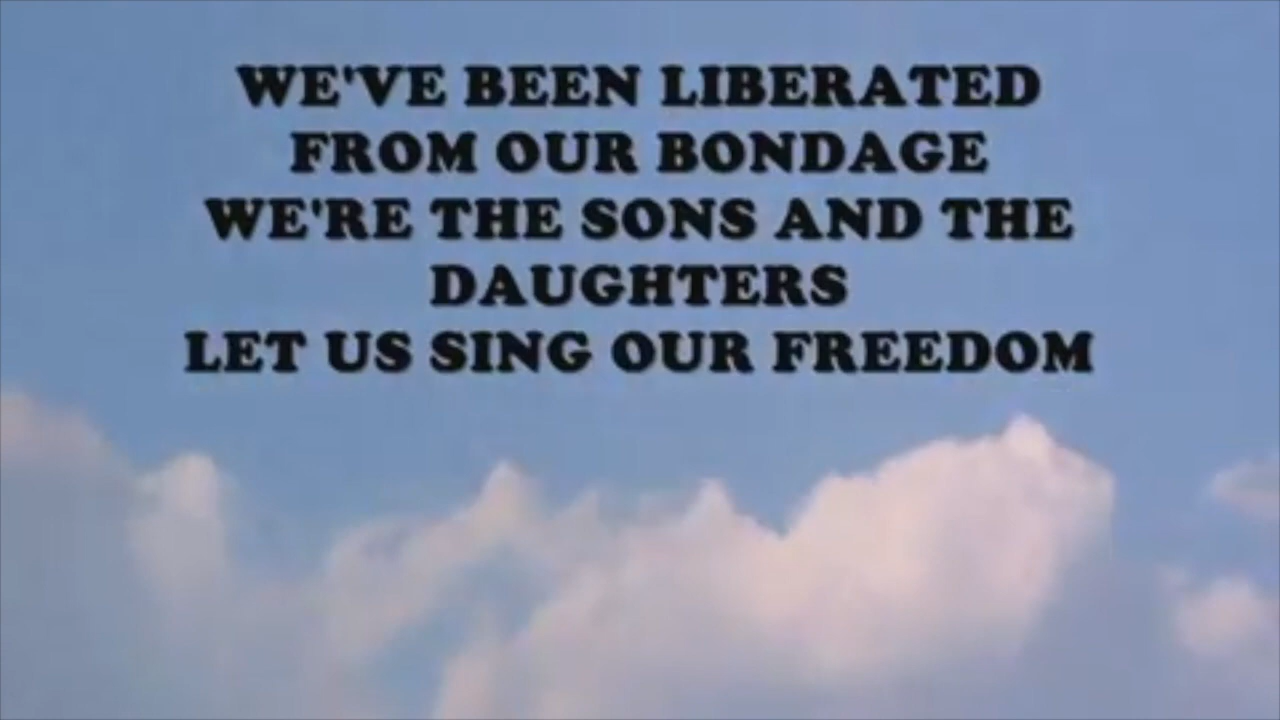 WE'VE BEEN LIBERATED
FROM OUR BONDAGE
WE'RE THE SONS AND THE
DAUGHTERS
LET US SING OUR FREEDOM